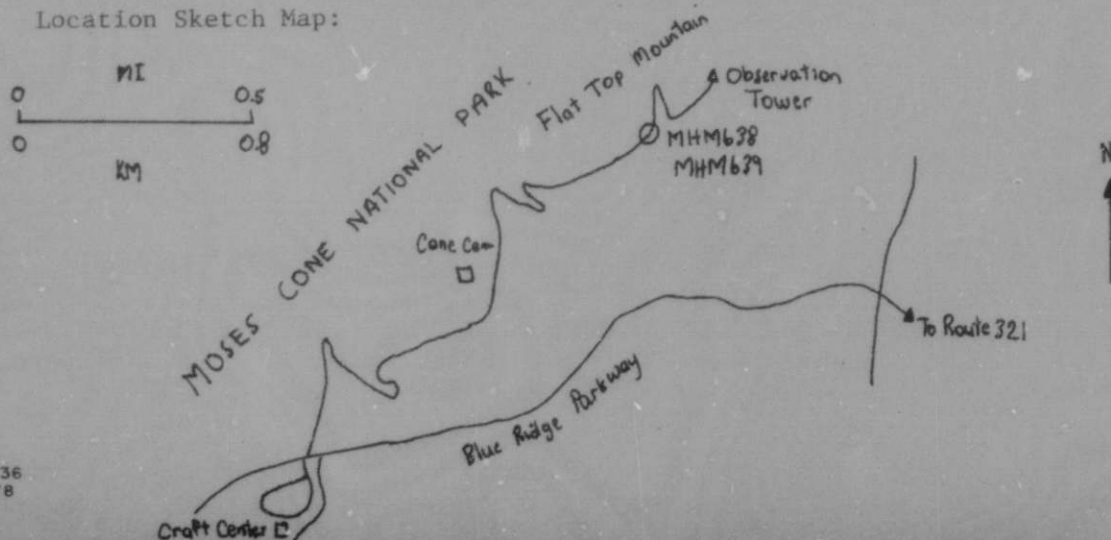 Location Sketch Map:
MI
0 0.5
0 0.8
KM
MOSES CONE NATIONAL PARK
Flat Top Mountain
Observation
Tower
MHM638
MHM639
Cone Ce
N
To Route 321
Blue Ridge Parkway
36
8
Craft Center